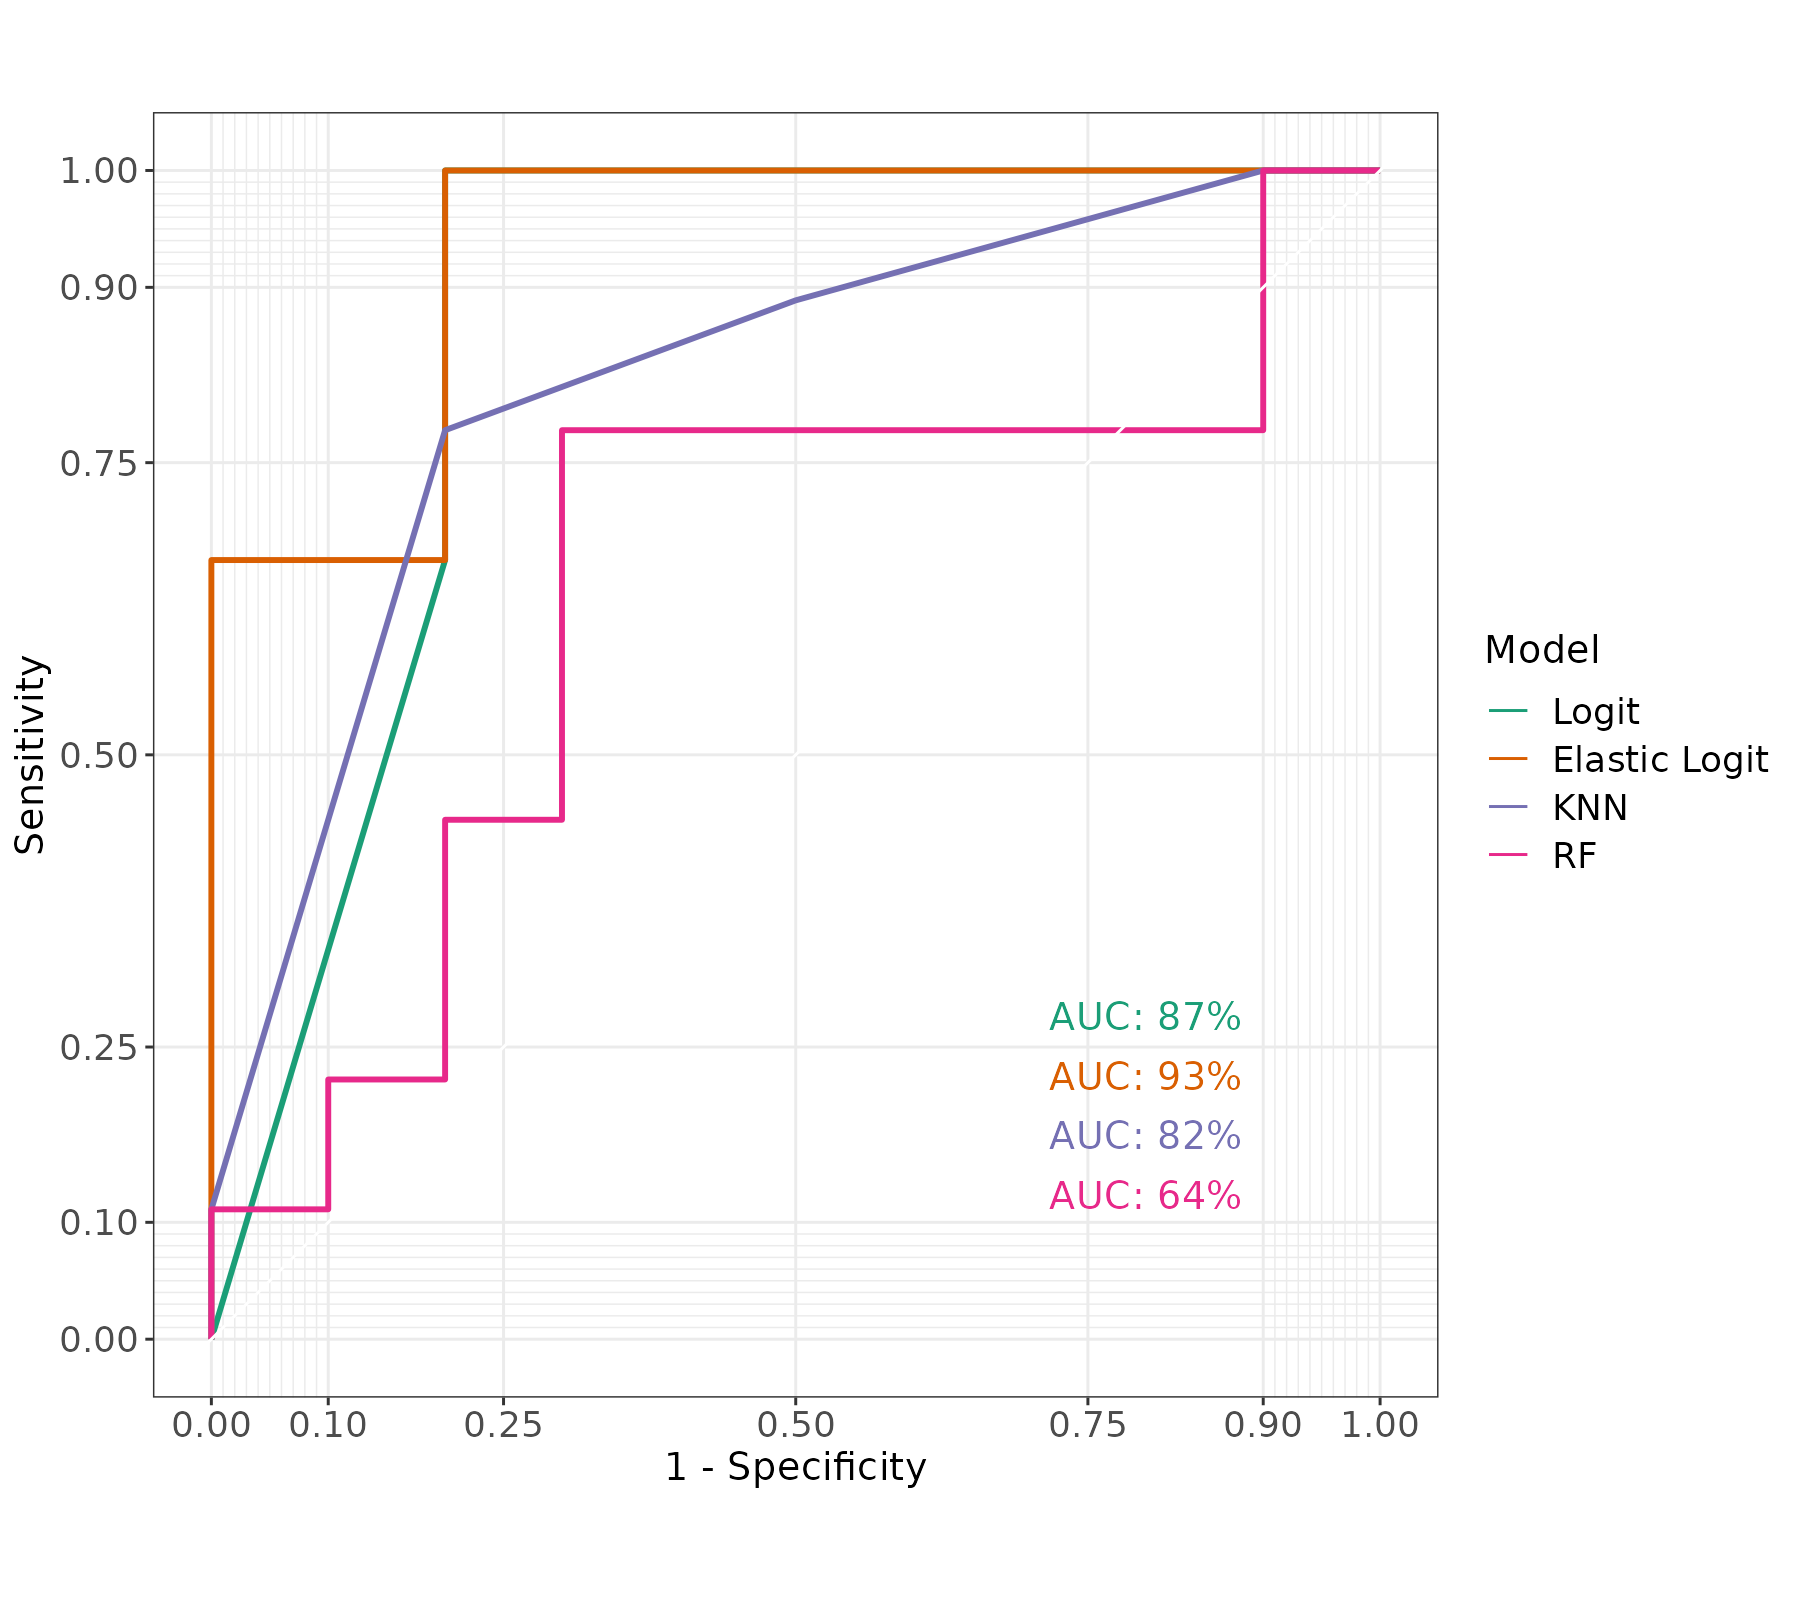 1.00
0.90
0.75
0.50
0.25
0.10
0.00
Sensitivity
AUC: 87%
AUC: 93%
AUC: 82%
AUC: 64%
0.00 0.10 0.25 0.50 0.75 0.90 1.00
1 - Specificity
Model
Logit
Elastic Logit
KNN
RF